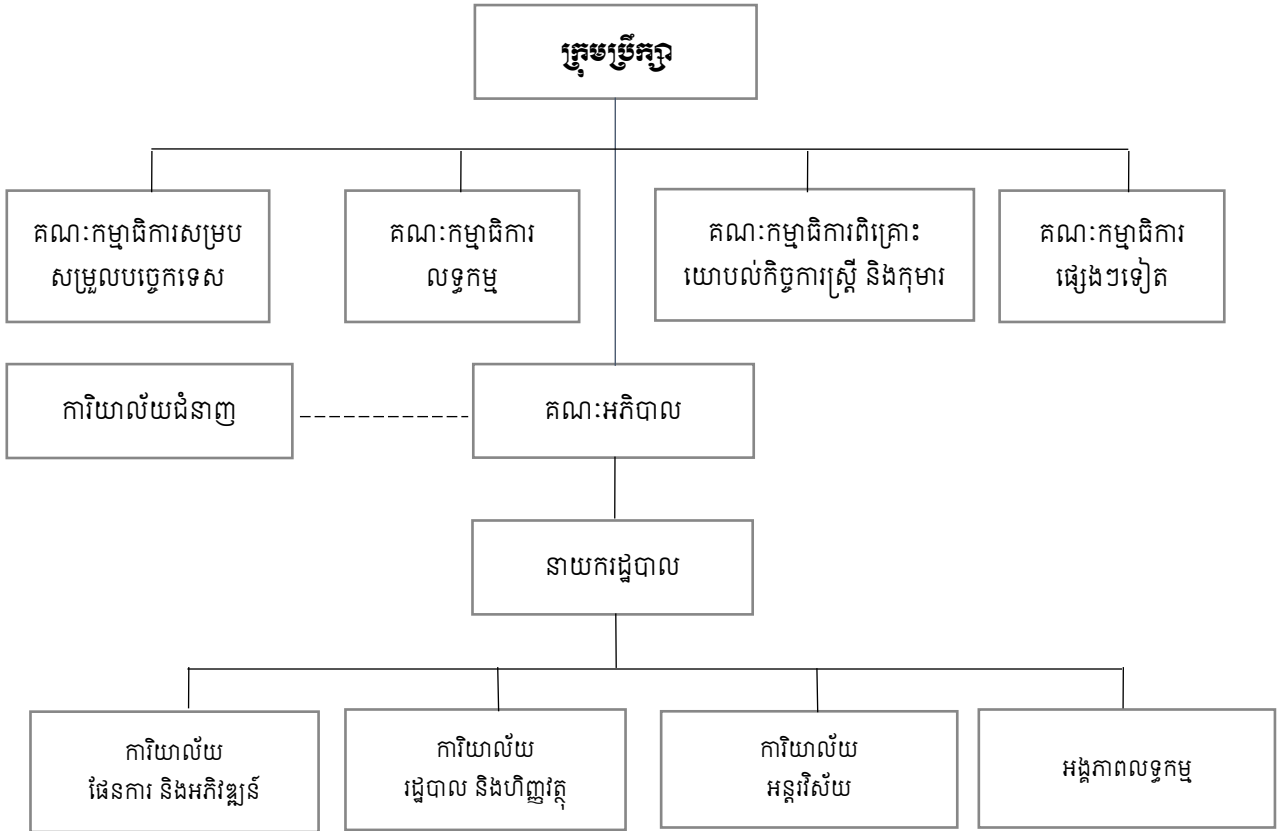 ក្រុមប្រឹក្សា
គណៈកម្មាធិការសម្រប
សម្រួលបច្ចេកទេស
គណៈកម្មាធិការ
លទ្ធកម្ម
គណៈកម្មាធិការពិគ្រោះ
យោបល់កិច្ចការស្ត្រី និងកុមារ
គណៈកម្មាធិការ
ផ្សេងៗទៀត
ការិយាល័យជំនាញ
គណៈអភិបាល
នាយករដ្ឋបាល
ការិយាល័យ
ផែនការ និងអភិវឌ្ឍន៍
ការិយាល័យ
រដ្ឋបាល និងហិញ្ញវត្ថុ
ការិយាល័យ
អន្តរវិស័យ
អង្គភាពលទ្ធកម្ម